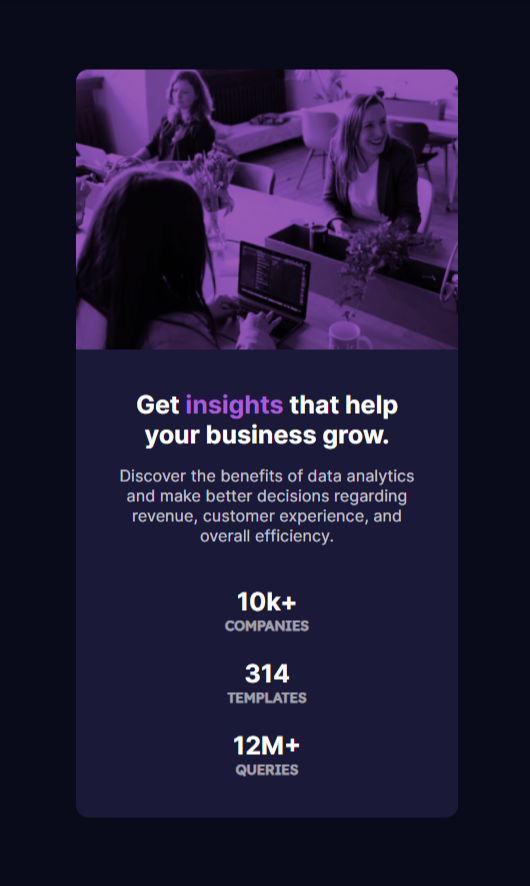 Get insights that help
your business grow.
Discover the benefits of data analytics
and make better decisions regarding
revenue, customer experience, and
overall efficiency.
10k+
COMPANIES
314
TEMPLATES
12M+
QUERIES